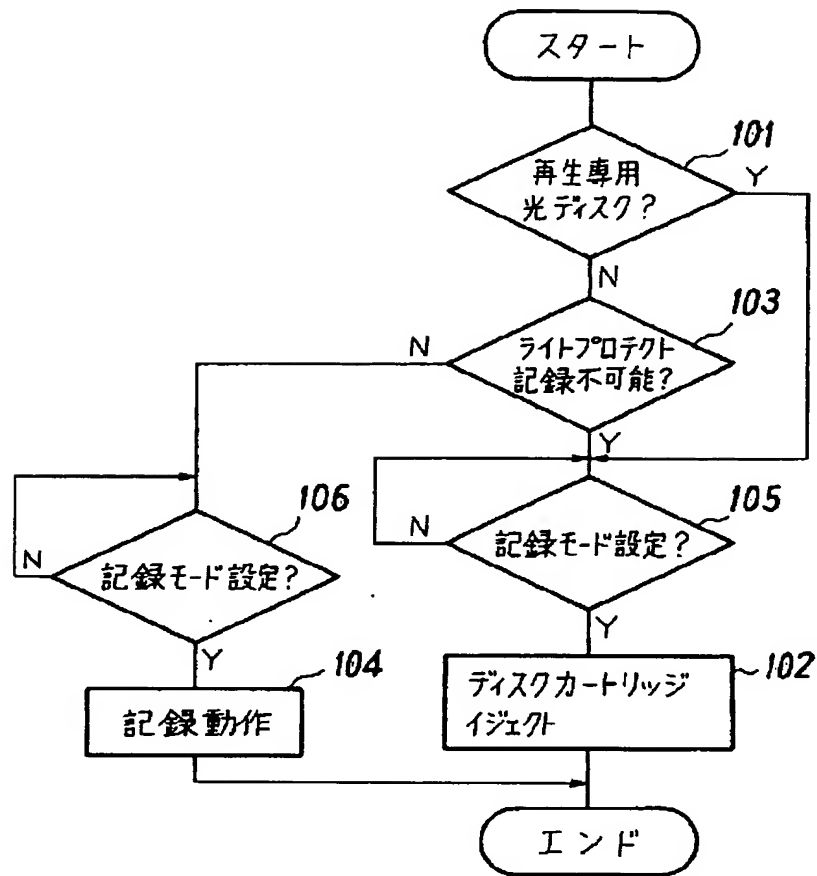 スタート
101
再生専用
光ディスク?
Y
N
103
N
ライトプロテクト
記録不可能?
Y
106
105
N
記録モード設定?
N
記録モード設定?
Y
Y
104
102
記録動作
ディスクカートリッジ
イジェクト
エンド